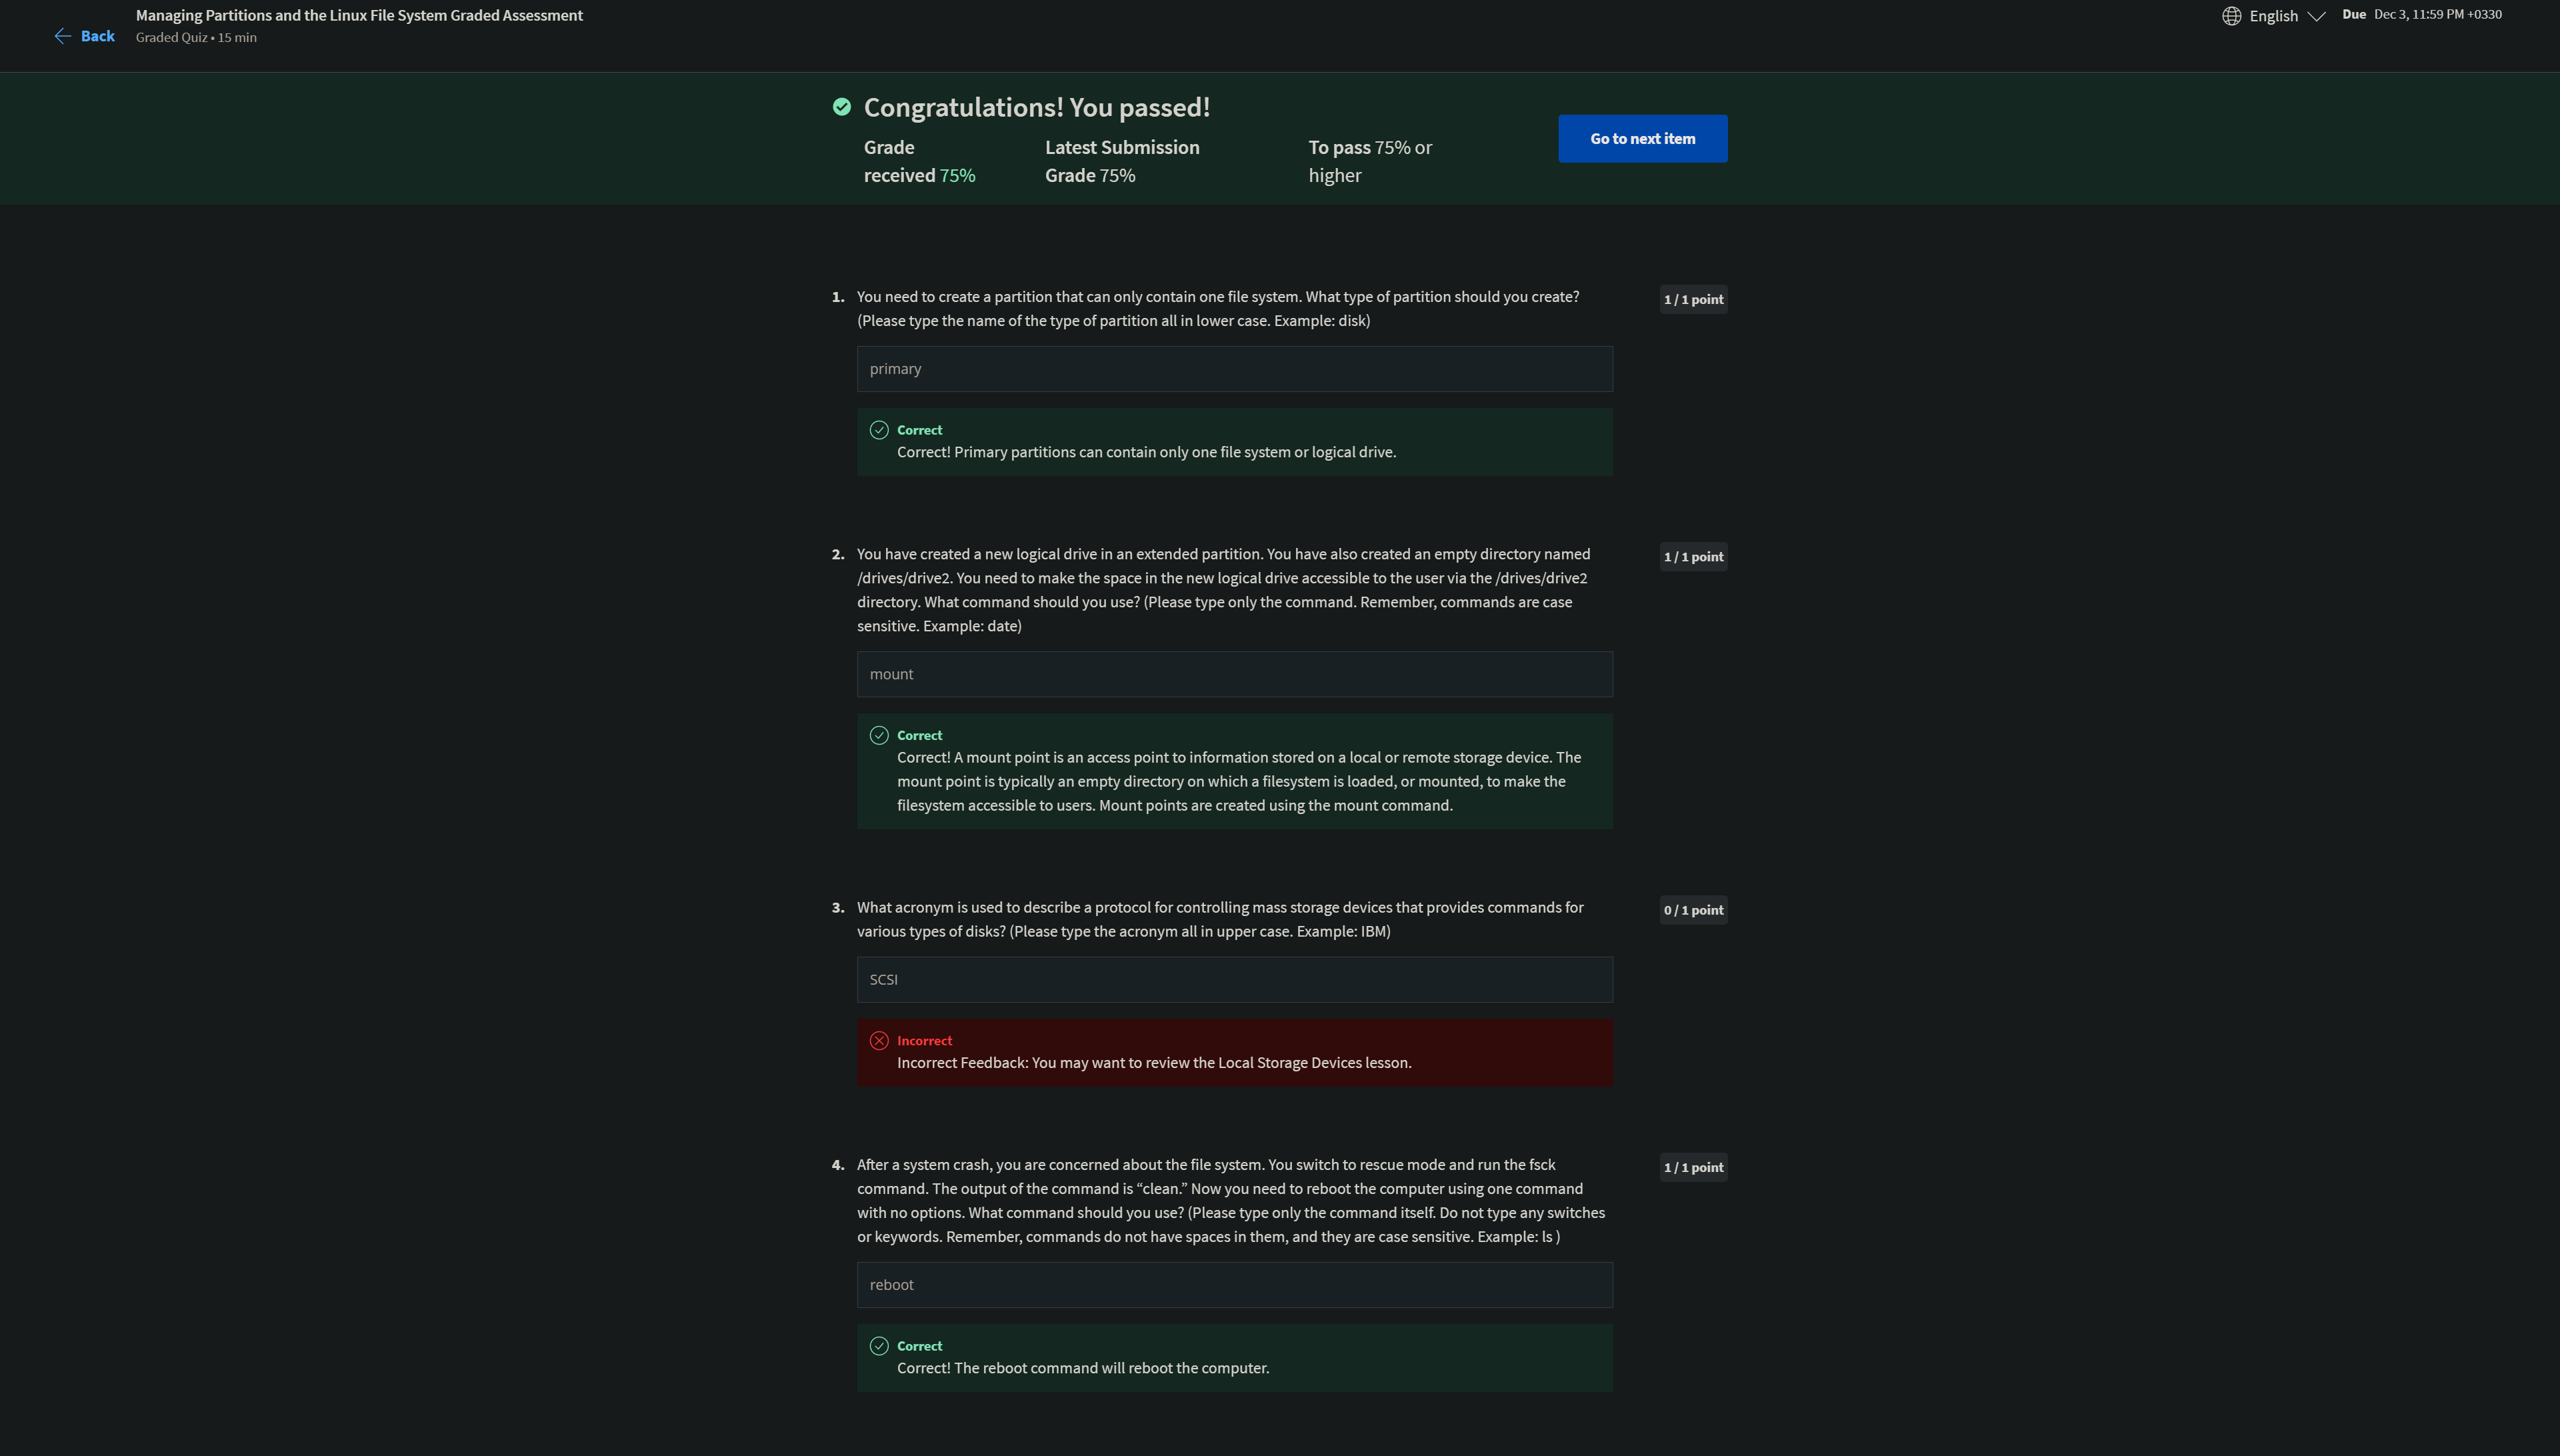 Back
Managing Partitions and the Linux File System Graded Assessment
Graded Quiz • 15 min
English
Due Dec 3, 11:59 PM +0330
Congratulations! You passed!
Grade
received 75%
Latest Submission
Grade 75%
To pass 75% or
higher
Go to next item
1. You need to create a partition that can only contain one file system. What type of partition should you create?
(Please type the name of the type of partition all in lower case. Example: disk)
1 / 1 point
primary
Correct
Correct! Primary partitions can contain only one file system or logical drive.
2. You have created a new logical drive in an extended partition. You have also created an empty directory named
/drives/drive2. You need to make the space in the new logical drive accessible to the user via the /drives/drive2
directory. What command should you use? (Please type only the command. Remember, commands are case
sensitive. Example: date)
1 / 1 point
mount
Correct
Correct! A mount point is an access point to information stored on a local or remote storage device. The
mount point is typically an empty directory on which a filesystem is loaded, or mounted, to make the
filesystem accessible to users. Mount points are created using the mount command.
3. What acronym is used to describe a protocol for controlling mass storage devices that provides commands for
various types of disks? (Please type the acronym all in upper case. Example: IBM)
0 / 1 point
SCSI
Incorrect
Incorrect Feedback: You may want to review the Local Storage Devices lesson.
4. After a system crash, you are concerned about the file system. You switch to rescue mode and run the fsck
command. The output of the command is “clean.” Now you need to reboot the computer using one command
with no options. What command should you use? (Please type only the command itself. Do not type any switches
or keywords. Remember, commands do not have spaces in them, and they are case sensitive. Example: ls )
1 / 1 point
reboot
Correct
Correct! The reboot command will reboot the computer.